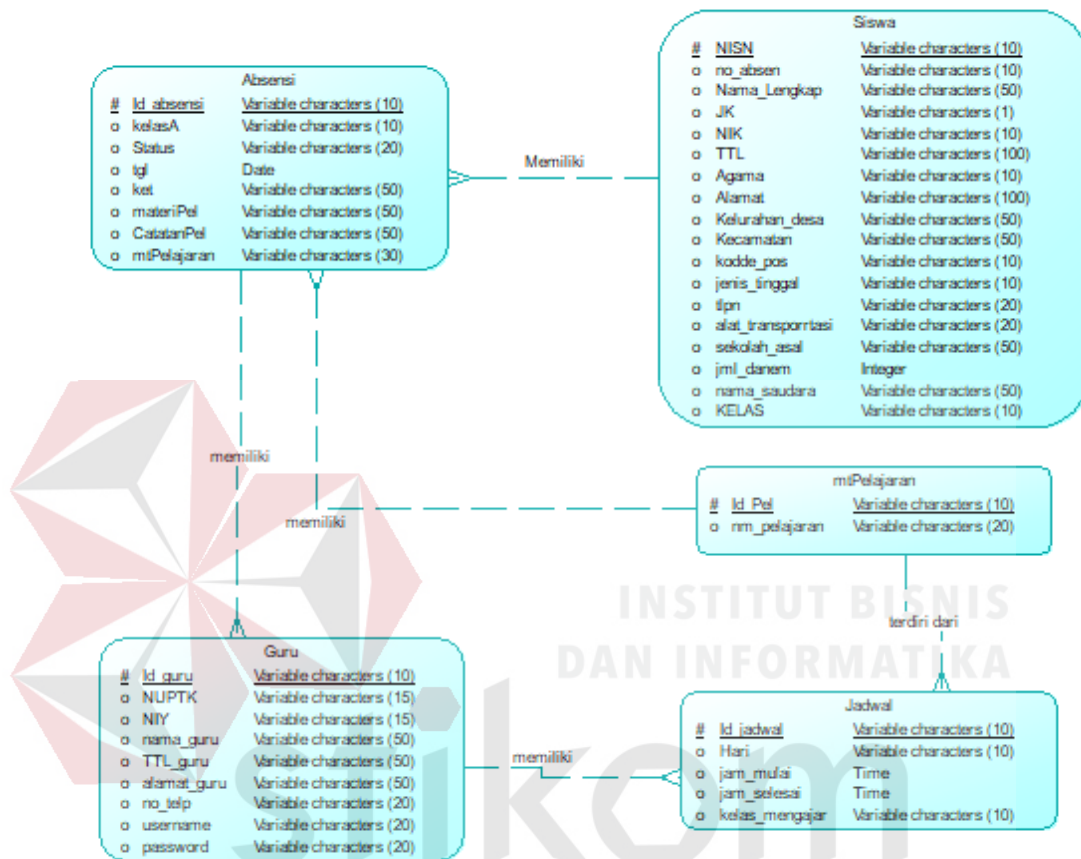 Absensi
# Id_absensi Variable characters (10)
o kelasA Variable characters (10)
o Status Variable characters (20)
o tgl Date
o ket Variable characters (50)
o materiPel Variable characters (50)
o CatatanPel Variable characters (50)
o mtPelajaran Variable characters (30)
Memiliki
Siswa
# NISN Variable characters (10)
o no_absen Variable characters (10)
o Nama_Lengkap Variable characters (50)
o JK Variable characters (1)
o NIK Variable characters (10)
o TTL Variable characters (100)
o Agama Variable characters (10)
o Alamat Variable characters (100)
o Kelurahan_desa Variable characters (50)
o Kecamatan Variable characters (50)
o kodde_pos Variable characters (10)
o jenis_tinggal Variable characters (10)
o tlpn Variable characters (20)
o alat_transporrtasi Variable characters (20)
o sekolah_asal Variable characters (50)
o jml_danem Integer
o nama_saudara Variable characters (50)
o KELAS Variable characters (10)
memiliki
memiliki
mtPelajaran
# Id_Pel Variable characters (10)
o nm_pelajaran Variable characters (20)
INSTITUT BISNIS
DAN INFORMATIKA
stikom
terdiri dari
Guru
# Id_guru Variable characters (10)
o NUPTK Variable characters (15)
o NIY Variable characters (15)
o nama_guru Variable characters (50)
o TTL_guru Variable characters (50)
o alamat_guru Variable characters (50)
o no_telp Variable characters (20)
o username Variable characters (20)
o password Variable characters (20)
memiliki
Jadwal
# Id_jadwal Variable characters (10)
o Hari Variable characters (10)
o jam_mulai Time
o jam_selesai Time
o kelas_mengajar Variable characters (10)